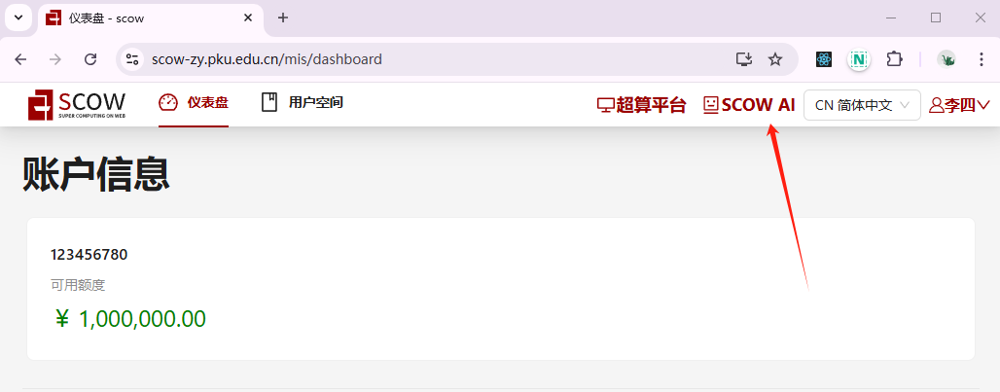 仪表盘 - scow
scow-zy.pku.edu.cn/mis/dashboard
SCOW
SUPER COMPUTING ON WEB
仪表盘
用户空间
超算平台
SCOW AI
CN 简体中文
李四
账户信息
123456780
可用额度
￥ 1,000,000.00